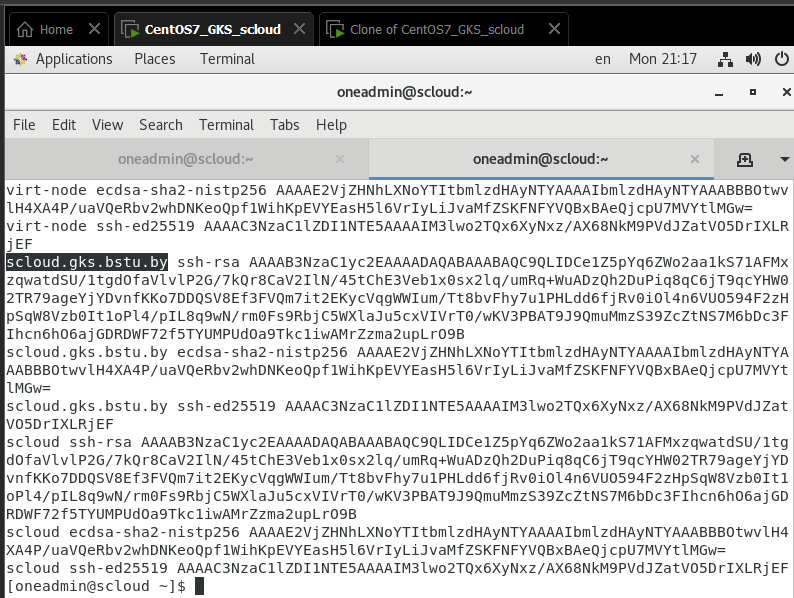 Home
CentOS7_GKS_scloud
Clone of CentOS7_GKS_scloud
Applications Places Terminal en Mon 21:17
oneadmin@scloud:~
File Edit View Search Terminal Tabs Help
oneadmin@scloud:~ oneadmin@scloud:~
virt-node ecdsa-sha2-nistp256 AAAAE2VjZHNhLXNoYTItbmlzdHAyNTYAAAAIbmlzdHAyNTYAAABBBOtwv
lH4XA4P/uaVQeRbv2whDNKeoQpf1WihKpEVYEasH5l6VrIyLiJvaMfZSKFNFYVQBxBAeQjcpU7MVYtlMGw=
virt-node ssh-ed25519 AAAAC3NzaC1lZDI1NTE5AAAAIM3lwo2TQx6XyNxz/AX68NkM9PVdJZatVO5DrIXLR
jEF
scloud.gks.bstu.by ssh-rsa AAAAB3NzaC1yc2EAAAADAQABAAABAQC9QLIDCe1Z5pYq6ZWo2aa1kS71AFMx
zqwatdSU/1tgdOfaVlvlP2G/7kQr8CaV2IlN/45tChE3Veb1x0sx2lq/umRq+WuADzQh2DuPiq8qC6jT9qcYHW0
2TR79ageYjYDvnfKKo7DDQSV8Ef3FVQm7it2EKycVqgWWIum/Tt8bvFhy7u1PHLdd6fjRv0iOl4n6VUO594F2zH
pSqW8Vzb0It1oPl4/pIL8q9wN/rm0Fs9RbjC5WXlaJu5cxVIVrT0/wKV3PBAT9J9QmuMmzS39ZcZtNS7M6bDc3F
Ihcn6hO6ajGDRDWF72f5TYUMPUdOa9Tkc1iwAMrZzma2upLrO9B
scloud.gks.bstu.by ecdsa-sha2-nistp256 AAAAE2VjZHNhLXNoYTItbmlzdHAyNTYAAAAIbmlzdHAyNTYA
AABBBOtwvlH4XA4P/uaVQeRbv2whDNKeoQpf1WihKpEVYEasH5l6VrIyLiJvaMfZSKFNFYVQBxBAeQjcpU7MVYt
lMGw=
scloud.gks.bstu.by ssh-ed25519 AAAAC3NzaC1lZDI1NTE5AAAAIM3lwo2TQx6XyNxz/AX68NkM9PVdJZat
VO5DrIXLRjEF
scloud ssh-rsa AAAAB3NzaC1yc2EAAAADAQABAAABAQC9QLIDCe1Z5pYq6ZWo2aa1kS71AFMxzqwatdSU/1tg
dOfaVlvlP2G/7kQr8CaV2IlN/45tChE3Veb1x0sx2lq/umRq+WuADzQh2DuPiq8qC6jT9qcYHW02TR79ageYjYD
vnfKKo7DDQSV8Ef3FVQm7it2EKycVqgWWIum/Tt8bvFhy7u1PHLdd6fjRv0iOl4n6VUO594F2zHpSqW8Vzb0It1
oPl4/pIL8q9wN/rm0Fs9RbjC5WXlaJu5cxVIVrT0/wKV3PBAT9J9QmuMmzS39ZcZtNS7M6bDc3FIhcn6hO6ajGD
RDWF72f5TYUMPUdOa9Tkc1iwAMrZzma2upLrO9B
scloud ecdsa-sha2-nistp256 AAAAE2VjZHNhLXNoYTItbmlzdHAyNTYAAAAIbmlzdHAyNTYAAABBBOtwvlH4
XA4P/uaVQeRbv2whDNKeoQpf1WihKpEVYEasH5l6VrIyLiJvaMfZSKFNFYVQBxBAeQjcpU7MVYtlMGw=
scloud ssh-ed25519 AAAAC3NzaC1lZDI1NTE5AAAAIM3lwo2TQx6XyNxz/AX68NkM9PVdJZatVO5DrIXLRjEF
[oneadmin@scloud ~]$